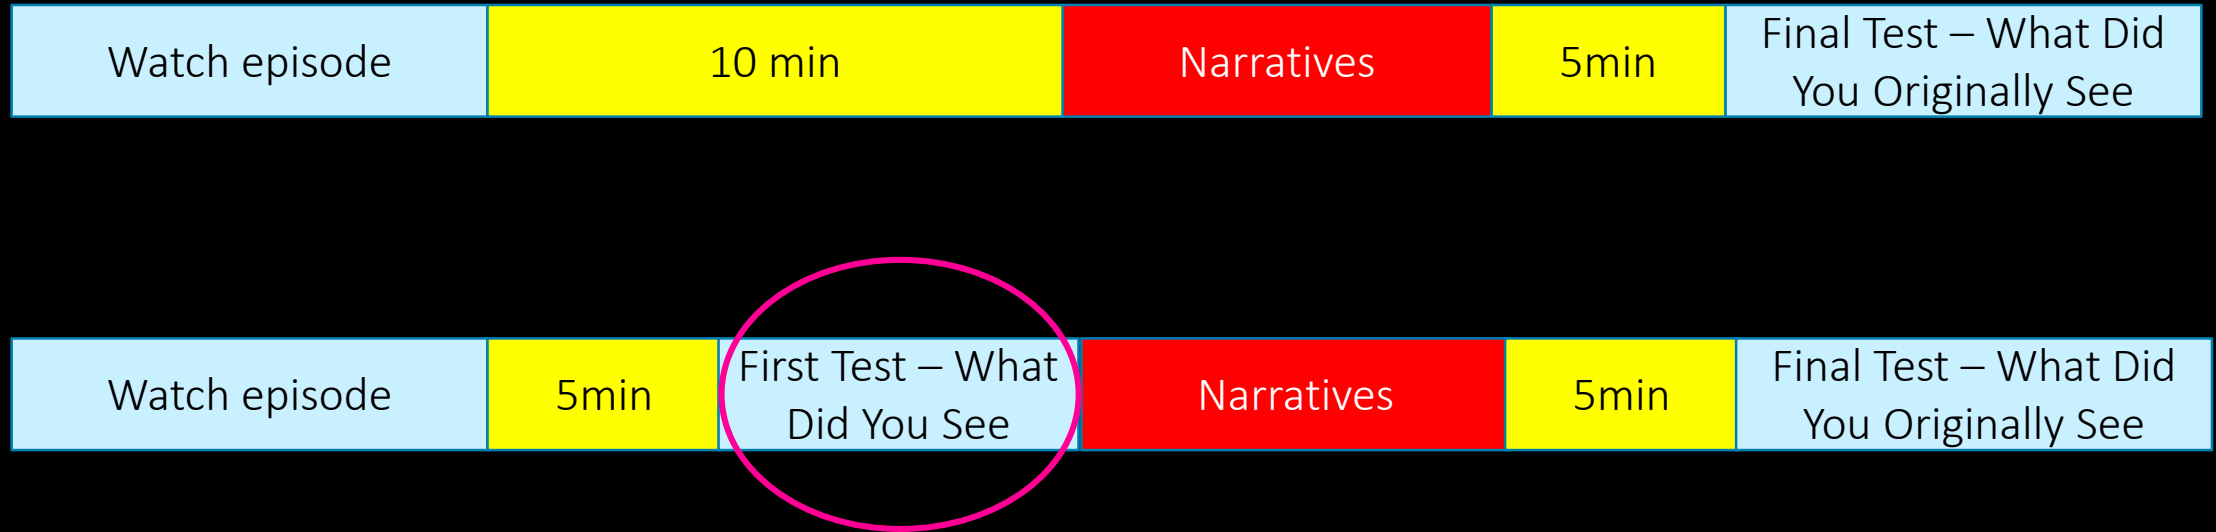 Watch episode
10 min
Narratives
5min
Final Test – What Did
You Originally See
Watch episode
5min
First Test – What
Did You See
Narratives
5min
Final Test – What Did
You Originally See